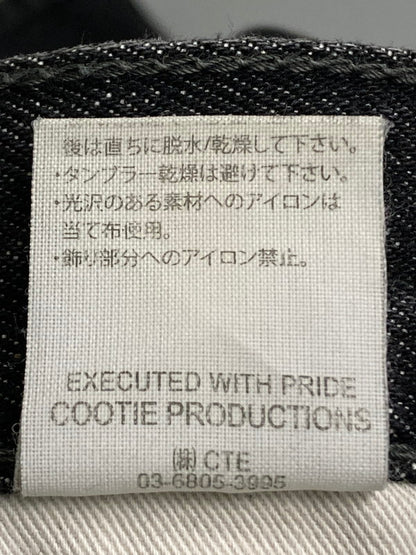 後は直ちに脱水/乾燥して下さい。
・タンブラー乾燥は避けて下さい。
・光沢のある素材へのアイロンは
当て布使用。
・飾り部分へのアイロン禁止。
EXECUTED WITH PRIDE
COOTIE PRODUCTIONS
㈱ CTE
03-6805-3995